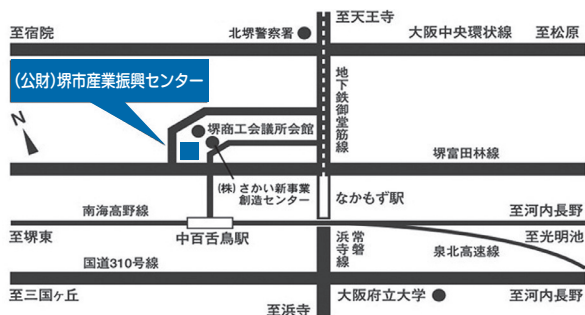 至天王寺
至宿院
北堺警察署
大阪中央環状線
至松原
(公財)堺市産業振興センター
地下鉄御堂筋線
N
堺商工会議所会館
堺富田林線
(株)さかい新事業
創造センター
なかもず駅
南海高野線
至河内長野
至堺東
中百舌鳥駅
常磐
浜寺線
至光明池
泉北高速線
国道310号線
至三国ヶ丘
大阪府立大学
至河内長野
至浜寺